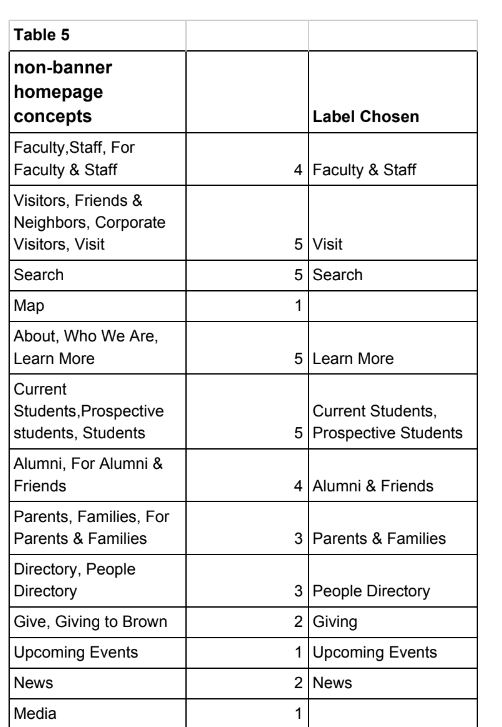 Table 5
non-banner
homepage
concepts
Label Chosen
Faculty,Staff, For
Faculty & Staff
4
Faculty & Staff
Visitors, Friends &
Neighbors, Corporate
Visitors, Visit
5
Visit
Search
5
Search
Map
1
About, Who We Are,
Learn More
5
Learn More
Current
Students,Prospective
students, Students
5
Current Students,
Prospective Students
Alumni, For Alumni &
Friends
4
Alumni & Friends
Parents, Families, For
Parents & Families
3
Parents & Families
Directory, People
Directory
3
People Directory
Give, Giving to Brown
2
Giving
Upcoming Events
1
Upcoming Events
News
2
News
Media
1